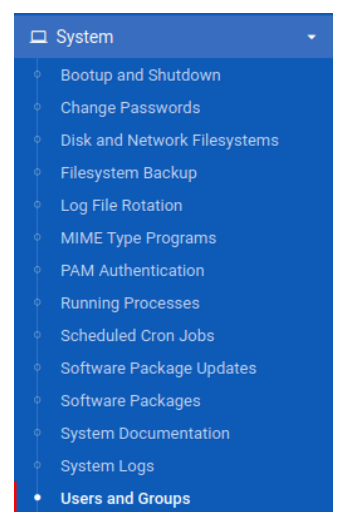 System
Bootup and Shutdown
Change Passwords
Disk and Network Filesystems
Filesystem Backup
Log File Rotation
MIME Type Programs
PAM Authentication
Running Processes
Scheduled Cron Jobs
Software Package Updates
Software Packages
System Documentation
System Logs
Users and Groups